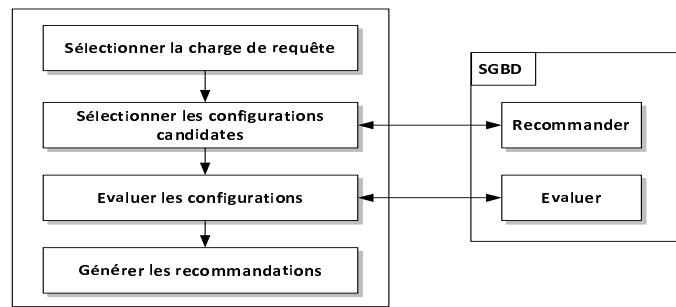 Sélectionner la charge de requête
SGBD
Sélectionner les configurations
candidates
Recommander
Evaluer les configurations
Evaluer
Générer les recommandations